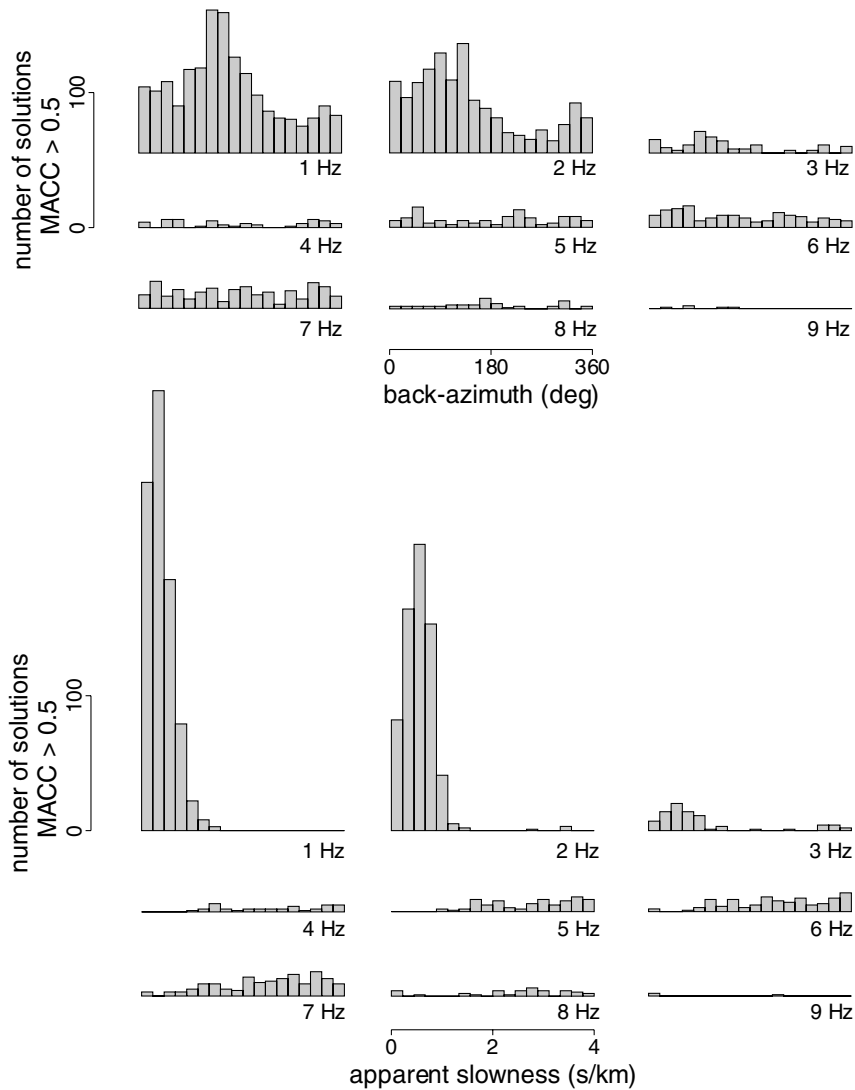 number of solutions
MACC > 0.5
0 100
1 Hz 2 Hz 3 Hz
4 Hz 5 Hz 6 Hz
7 Hz 8 Hz 9 Hz
0 180 360
back-azimuth (deg)
number of solutions
MACC > 0.5
0 100
1 Hz 2 Hz 3 Hz
4 Hz 5 Hz 6 Hz
7 Hz 8 Hz 9 Hz
0 2 4
apparent slowness (s/km)